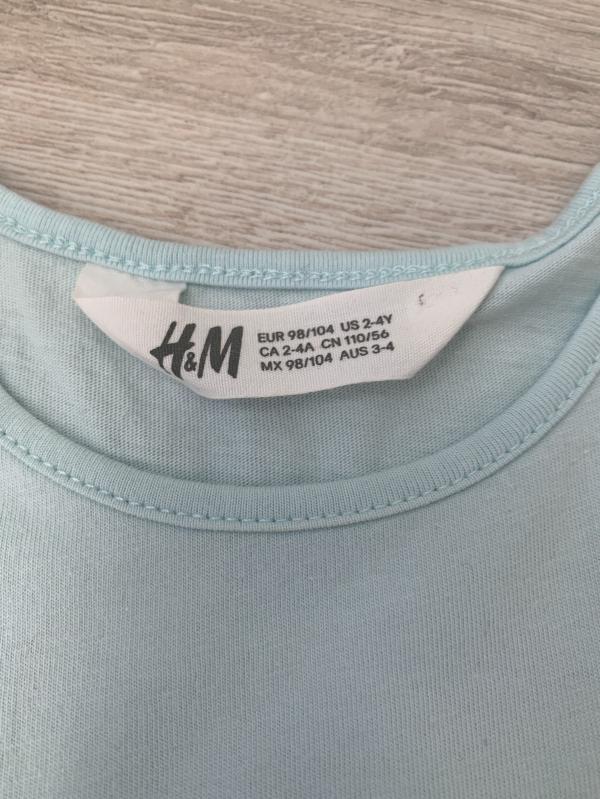 H&M
EUR 98/104 US 2-4Y
CA 2-4A CN 110/56
MX 98/104 AUS 3-4